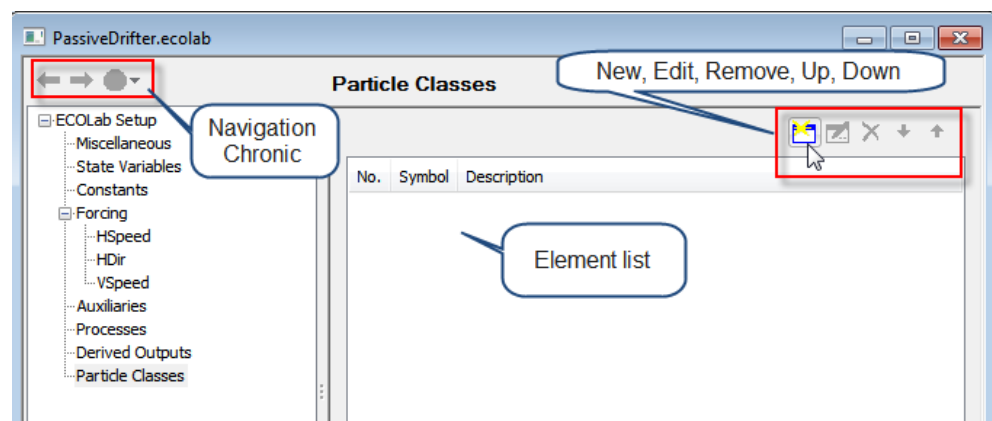 PassiveDrifter.ecolab
Particle Classes
New, Edit, Remove, Up, Down
Navigation
Chronic
ECOLab Setup
Miscellaneous
State Variables
Constants
Forcing
HSpeed
HDir
VSpeed
Auxiliaries
Processes
Derived Outputs
Particle Classes
No. Symbol Description
Element list